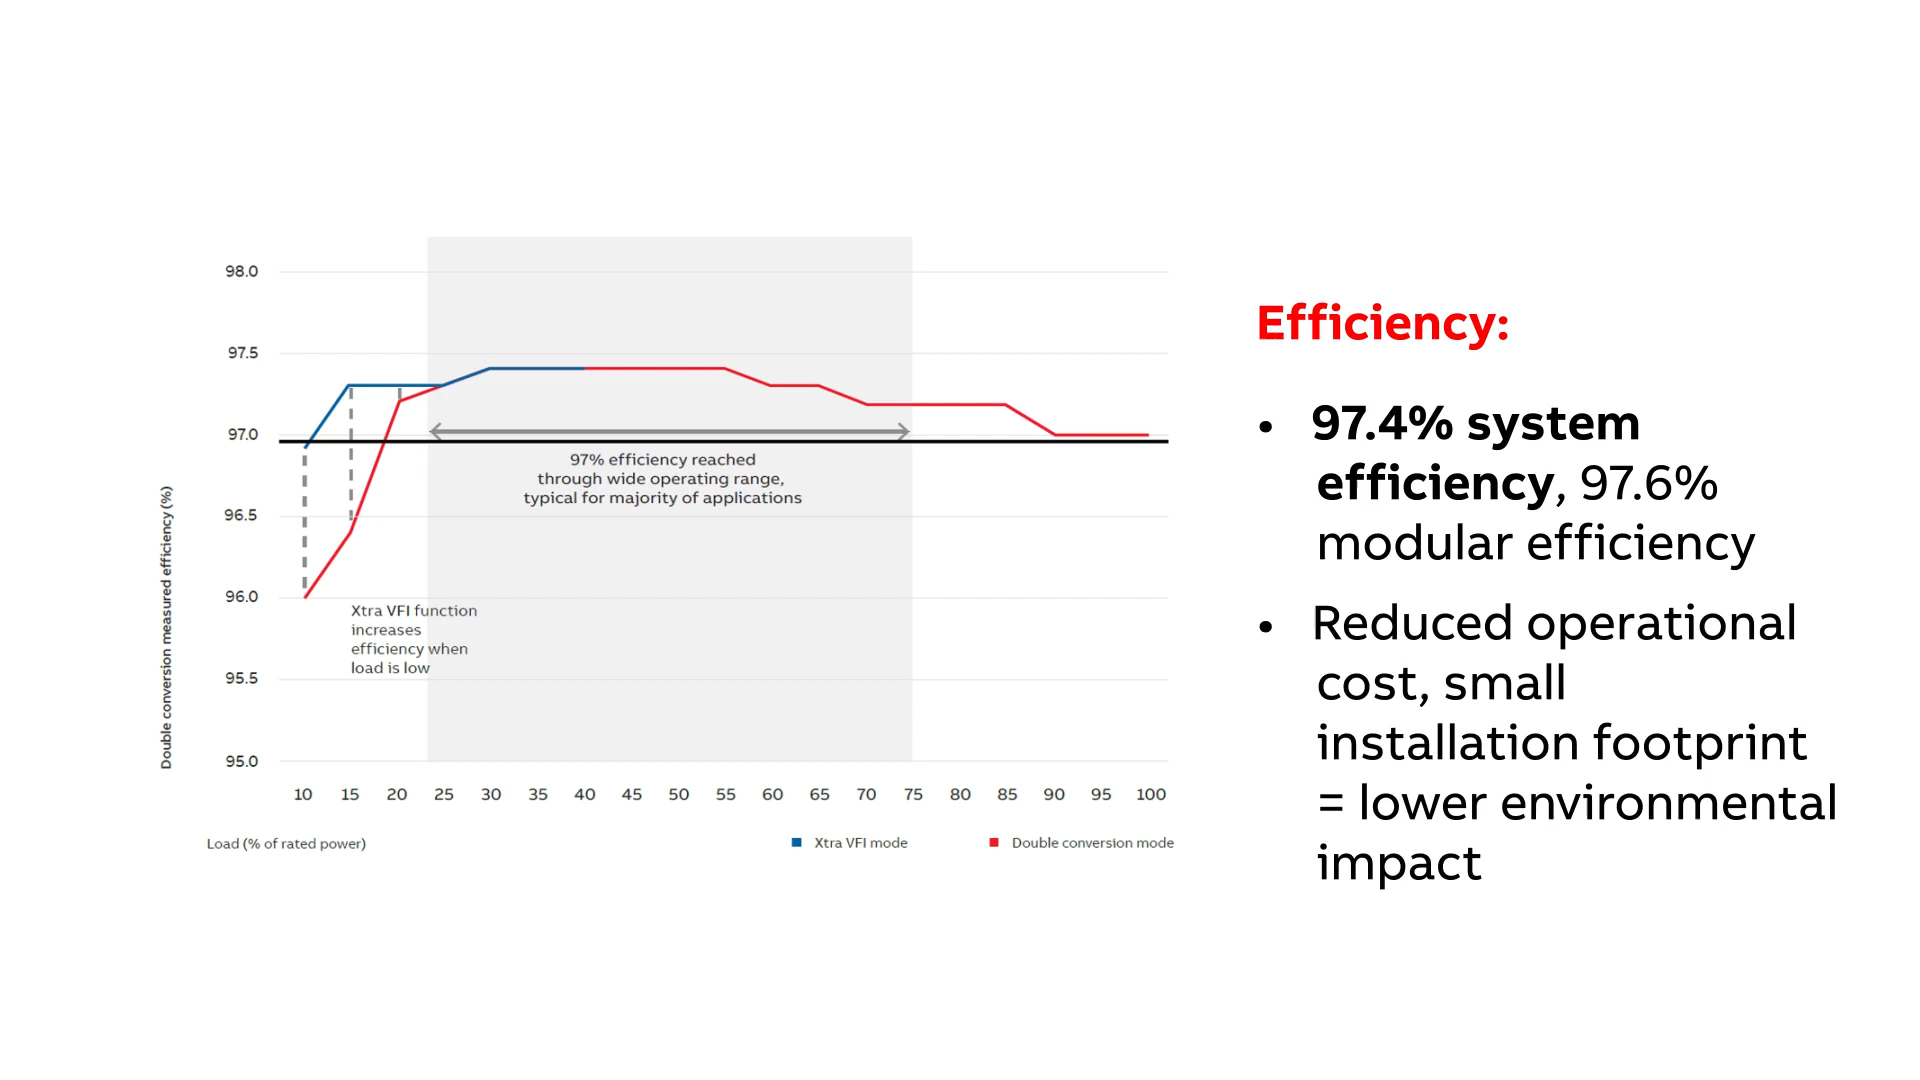 98.0
97.5
97.0
96.5
96.0
95.5
95.0
Double conversion measured efficiency (%)
97% efficiency reached
through wide operating range,
typical for majority of applications
Xtra VFI function
increases
efficiency when
load is low
10 15 20 25 30 35 40 45 50 55 60 65 70 75 80 85 90 95 100
Load (% of rated power)
Xtra VFI mode
Double conversion mode
Efficiency:
• 97.4% system
efficiency, 97.6%
modular efficiency
• Reduced operational
cost, small
installation footprint
= lower environmental
impact